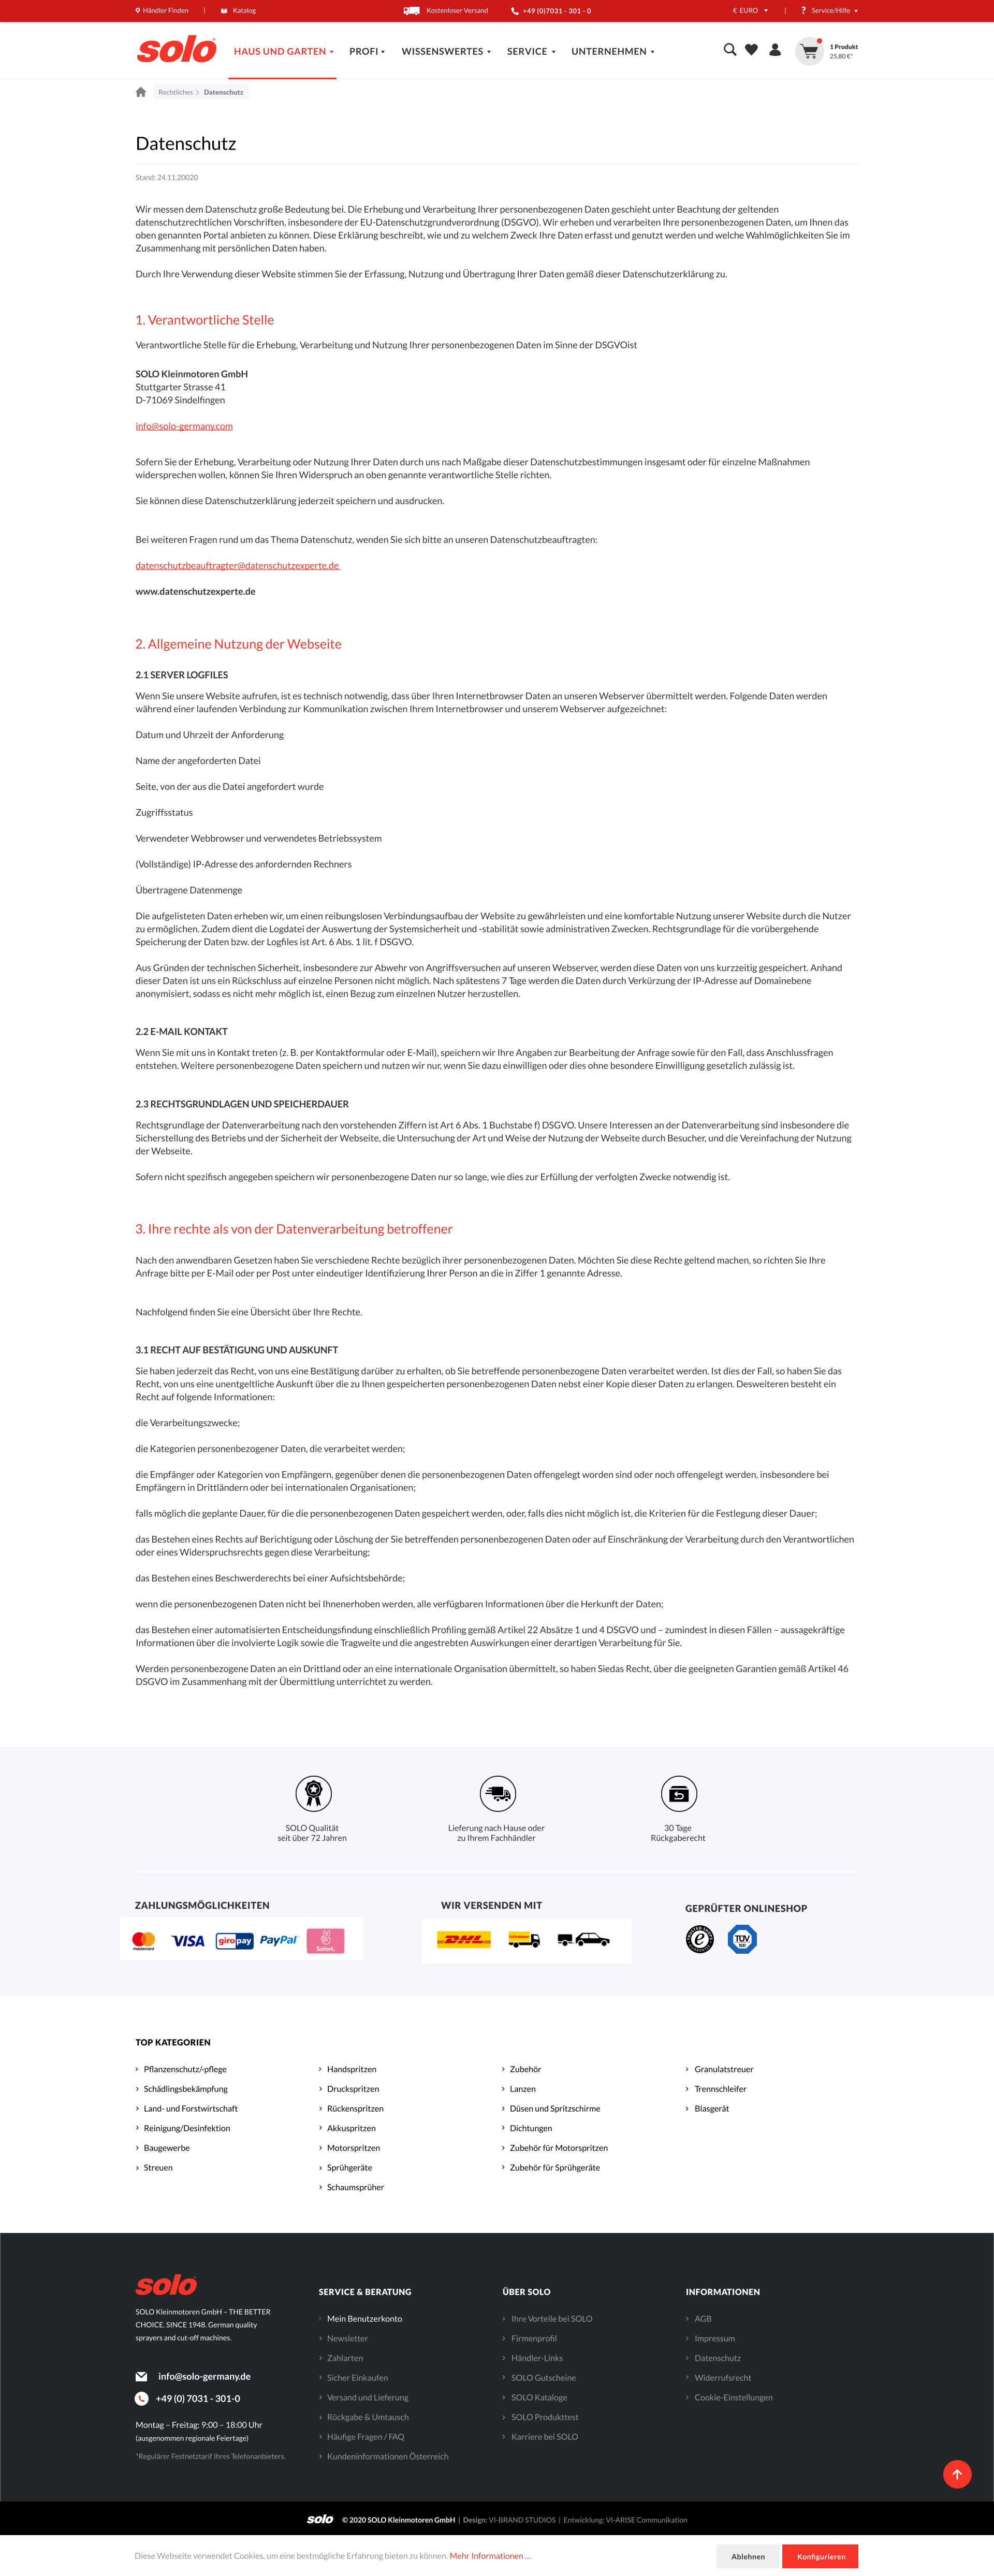 Händler Finden | Katalog Kostenloser Versand +49 (0)7031 - 301 - 0 € EURO | Service/Hilfe
solo HAUS UND GARTEN PROFI WISSENSWERTES SERVICE UNTERNEHMEN
1 Produkt
25,80 €*
Rechtliches Datenschutz
Datenschutz
Stand: 24.11.20020
Wir messen dem Datenschutz große Bedeutung bei. Die Erhebung und Verarbeitung Ihrer personenbezogenen Daten geschieht unter Beachtung der geltenden
datenschutzrechtlichen Vorschriften, insbesondere der EU-Datenschutzgrundverordnung (DSGVO). Wir erheben und verarbeiten Ihre personenbezogenen Daten, um Ihnen das
oben genannten Portal anbieten zu können. Diese Erklärung beschreibt, wie und zu welchem Zweck Ihre Daten erfasst und genutzt werden und welche Wahlmöglichkeiten Sie im
Zusammenhang mit persönlichen Daten haben.
Durch Ihre Verwendung dieser Website stimmen Sie der Erfassung, Nutzung und Übertragung Ihrer Daten gemäß dieser Datenschutzerklärung zu.
1. Verantwortliche Stelle
Verantwortliche Stelle für die Erhebung, Verarbeitung und Nutzung Ihrer personenbezogenen Daten im Sinne der DSGVOist
SOLO Kleinmotoren GmbH
Stuttgarter Strasse 41
D-71069 Sindelfingen
info@solo-germany.com
Sofern Sie der Erhebung, Verarbeitung oder Nutzung Ihrer Daten durch uns nach Maßgabe dieser Datenschutzbestimmungen insgesamt oder für einzelne Maßnahmen
widersprechen wollen, können Sie Ihren Widerspruch an oben genannte verantwortliche Stelle richten.
Sie können diese Datenschutzerklärung jederzeit speichern und ausdrucken.
Bei weiteren Fragen rund um das Thema Datenschutz, wenden Sie sich bitte an unseren Datenschutzbeauftragten:
datenschutzbeauftragter@datenschutzexperte.de
www.datenschutzexperte.de
2. Allgemeine Nutzung der Webseite
2.1 SERVER LOGFILES
Wenn Sie unsere Website aufrufen, ist es technisch notwendig, dass über Ihren Internetbrowser Daten an unseren Webserver übermittelt werden. Folgende Daten werden
während einer laufenden Verbindung zur Kommunikation zwischen Ihrem Internetbrowser und unserem Webserver aufgezeichnet:
Datum und Uhrzeit der Anforderung
Name der angeforderten Datei
Seite, von der aus die Datei angefordert wurde
Zugriffsstatus
Verwendeter Webbrowser und verwendetes Betriebssystem
(Vollständige) IP-Adresse des anfordernden Rechners
Übertragene Datenmenge
Die aufgelisteten Daten erheben wir, um einen reibungslosen Verbindungsaufbau der Website zu gewährleisten und eine komfortable Nutzung unserer Website durch die Nutzer
zu ermöglichen. Zudem dient die Logdatei der Auswertung der Systemsicherheit und -stabilität sowie administrativen Zwecken. Rechtsgrundlage für die vorübergehende
Speicherung der Daten bzw. der Logfiles ist Art. 6 Abs. 1 lit. f DSGVO.
Aus Gründen der technischen Sicherheit, insbesondere zur Abwehr von Angriffsversuchen auf unseren Webserver, werden diese Daten von uns kurzzeitig gespeichert. Anhand
dieser Daten ist uns ein Rückschluss auf einzelne Personen nicht möglich. Nach spätestens 7 Tage werden die Daten durch Verkürzung der IP-Adresse auf Domainebene
anonymisiert, sodass es nicht mehr möglich ist, einen Bezug zum einzelnen Nutzer herzustellen.
2.2 E-MAIL KONTAKT
Wenn Sie mit uns in Kontakt treten (z. B. per Kontaktformular oder E-Mail), speichern wir Ihre Angaben zur Bearbeitung der Anfrage sowie für den Fall, dass Anschlussfragen
entstehen. Weitere personenbezogene Daten speichern und nutzen wir nur, wenn Sie dazu einwilligen oder dies ohne besondere Einwilligung gesetzlich zulässig ist.
2.3 RECHTSGRUNDLAGEN UND SPEICHERDAUER
Rechtsgrundlage der Datenverarbeitung nach den vorstehenden Ziffern ist Art 6 Abs. 1 Buchstabe f) DSGVO. Unsere Interessen an der Datenverarbeitung sind insbesondere die
Sicherstellung des Betriebs und der Sicherheit der Webseite, die Untersuchung der Art und Weise der Nutzung der Webseite durch Besucher, und die Vereinfachung der Nutzung
der Webseite.
Sofern nicht spezifisch angegeben speichern wir personenbezogene Daten nur so lange, wie dies zur Erfüllung der verfolgten Zwecke notwendig ist.
3. Ihre rechte als von der Datenverarbeitung betroffener
Nach den anwendbaren Gesetzen haben Sie verschiedene Rechte bezüglich ihrer personenbezogenen Daten. Möchten Sie diese Rechte geltend machen, so richten Sie Ihre
Anfrage bitte per E-Mail oder per Post unter eindeutiger Identifizierung Ihrer Person an die in Ziffer 1 genannte Adresse.
Nachfolgend finden Sie eine Übersicht über Ihre Rechte.
3.1 RECHT AUF BESTÄTIGUNG UND AUSKUNFT
Sie haben jederzeit das Recht, von uns eine Bestätigung darüber zu erhalten, ob Sie betreffende personenbezogene Daten verarbeitet werden. Ist dies der Fall, so haben Sie das
Recht, von uns eine unentgeltliche Auskunft über die zu Ihnen gespeicherten personenbezogenen Daten nebst einer Kopie dieser Daten zu erlangen. Desweiteren besteht ein
Recht auf folgende Informationen:
die Verarbeitungszwecke;
die Kategorien personenbezogener Daten, die verarbeitet werden;
die Empfänger oder Kategorien von Empfängern, gegenüber denen die personenbezogenen Daten offengelegt worden sind oder noch offengelegt werden, insbesondere bei
Empfängern in Drittländern oder bei internationalen Organisationen;
falls möglich die geplante Dauer, für die die personenbezogenen Daten gespeichert werden, oder, falls dies nicht möglich ist, die Kriterien für die Festlegung dieser Dauer;
das Bestehen eines Rechts auf Berichtigung oder Löschung der Sie betreffenden personenbezogenen Daten oder auf Einschränkung der Verarbeitung durch den Verantwortlichen
oder eines Widerspruchsrechts gegen diese Verarbeitung;
das Bestehen eines Beschwerderechts bei einer Aufsichtsbehörde;
wenn die personenbezogenen Daten nicht bei Ihnenerhoben werden, alle verfügbaren Informationen über die Herkunft der Daten;
das Bestehen einer automatisierten Entscheidungsfindung einschließlich Profiling gemäß Artikel 22 Absätze 1 und 4 DSGVO und – zumindest in diesen Fällen – aussagekräftige
Informationen über die involvierte Logik sowie die Tragweite und die angestrebten Auswirkungen einer derartigen Verarbeitung für Sie.
Werden personenbezogene Daten an ein Drittland oder an eine internationale Organisation übermittelt, so haben Siedas Recht, über die geeigneten Garantien gemäß Artikel 46
DSGVO im Zusammenhang mit der Übermittlung unterrichtet zu werden.
SOLO Qualität
seit über 72 Jahren
Lieferung nach Hause oder
zu Ihrem Fachhändler
30 Tage
Rückgaberecht
ZAHLUNGSMÖGLICHKEITEN
mastercard VISA giropay PayPal Sofort.
WIR VERSENDEN MIT
DHL
GEPRÜFTER ONLINESHOP
TÜV
TOP KATEGORIEN
Pflanzenschutz/-pflege
Schädlingsbekämpfung
Land- und Forstwirtschaft
Reinigung/Desinfektion
Baugewerbe
Streuen
Handspritzen
Druckspritzen
Rückenspritzen
Akkuspritzen
Motorspritzen
Sprühgeräte
Schaumsprüher
Zubehör
Lanzen
Düsen und Spritzschirme
Dichtungen
Zubehör für Motorspritzen
Zubehör für Sprühgeräte
Granulatstreuer
Trennschleifer
Blasgerät
solo
SOLO Kleinmotoren GmbH – THE BETTER
CHOICE. SINCE 1948. German quality
sprayers and cut-off machines.
info@solo-germany.de
+49 (0) 7031 - 301-0
Montag – Freitag: 9:00 – 18:00 Uhr
(ausgenommen regionale Feiertage)
*Regulärer Festnetztarif Ihres Telefonanbieters.
SERVICE & BERATUNG
Mein Benutzerkonto
Newsletter
Zahlarten
Sicher Einkaufen
Versand und Lieferung
Rückgabe & Umtausch
Häufige Fragen / FAQ
Kundeninformationen Österreich
ÜBER SOLO
Ihre Vorteile bei SOLO
Firmenprofil
Händler-Links
SOLO Gutscheine
SOLO Kataloge
SOLO Produkttest
Karriere bei SOLO
INFORMATIONEN
AGB
Impressum
Datenschutz
Widerrufsrecht
Cookie-Einstellungen
solo © 2020 SOLO Kleinmotoren GmbH | Design: VI-BRAND STUDIOS | Entwicklung: VI-ARISE Communikation
Diese Webseite verwendet Cookies, um eine bestmögliche Erfahrung bieten zu können. Mehr Informationen ... Ablehnen Konfigurieren